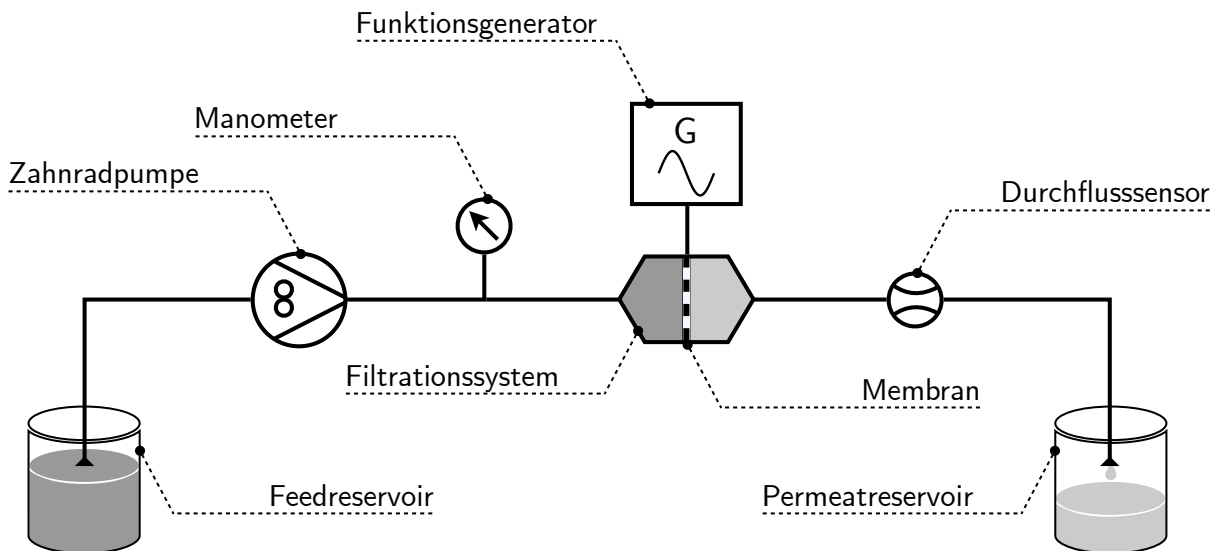 Funktionsgenerator
Manometer
G
Zahnradpumpe
Durchflusssensor
Filtrationssystem
Membran
Feedreservoir
Permeatreservoir